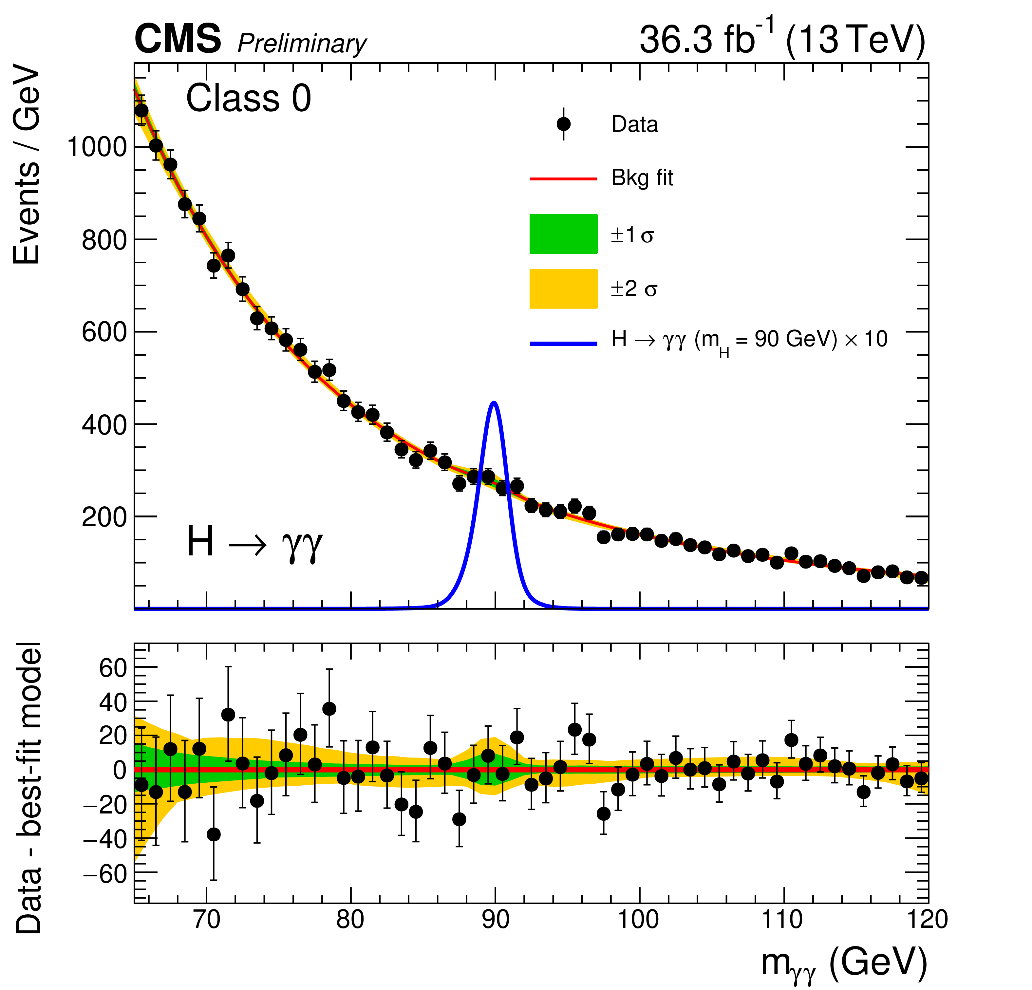 CMS Preliminary 36.3 fb⁻¹ (13 TeV)
Events / GeV
Class 0
Data
Bkg fit
±1 σ
±2 σ
H → γγ (m_H = 90 GeV) × 10
1000
800
600
400
200
H → γγ
Data - best-fit model
60
40
20
0
−20
−40
−60
70 80 90 100 110 120
m_γγ (GeV)